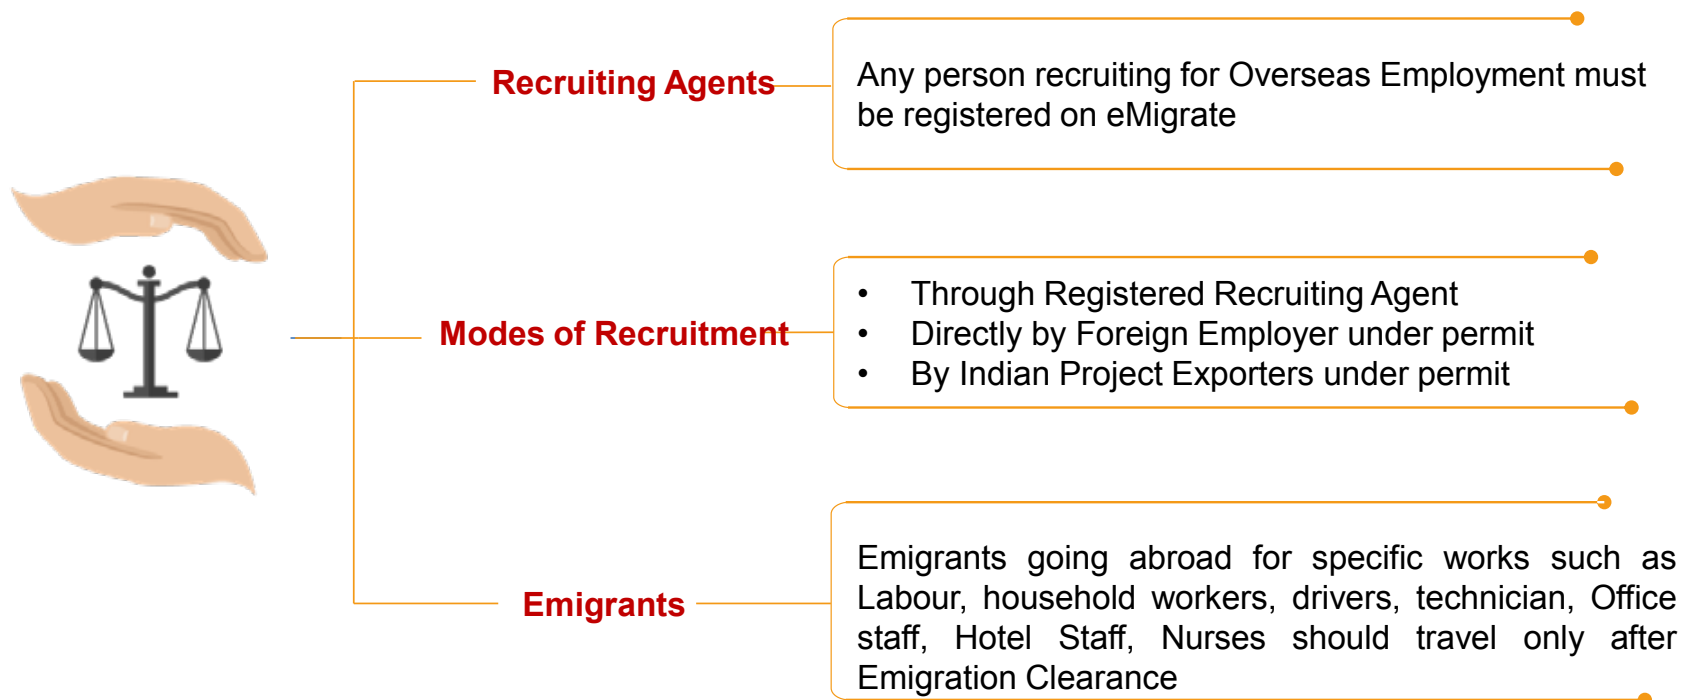 Recruiting Agents
Any person recruiting for Overseas Employment must
be registered on eMigrate
Modes of Recruitment
• Through Registered Recruiting Agent
• Directly by Foreign Employer under permit
• By Indian Project Exporters under permit
Emigrants
Emigrants going abroad for specific works such as
Labour, household workers, drivers, technician, Office
staff, Hotel Staff, Nurses should travel only after
Emigration Clearance